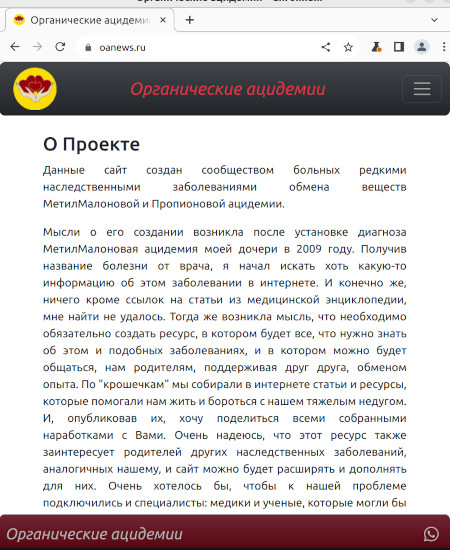 Органические ацидеми
oanews.ru
Органические ацидемии
О Проекте
Данные сайт создан сообществом больных редкими
наследственными заболеваниями обмена веществ
МетилМалоновой и Пропионовой ацидемии.
Мысли о его создании возникла после установке диагноза
МетилМалоновая ацидемия моей дочери в 2009 году. Получив
название болезни от врача, я начал искать хоть какую-то
информацию об этом заболевании в интернете. И конечно же,
ничего кроме ссылок на статьи из медицинской энциклопедии,
мне найти не удалось. Тогда же возникла мысль, что необходимо
обязательно создать ресурс, в котором будет все, что нужно знать
об этом и подобных заболеваниях, и в котором можно будет
общаться, нам родителям, поддерживая друг друга, обменом
опыта. По "крошечкам" мы собирали в интернете статьи и ресурсы,
которые помогали нам жить и бороться с нашем тяжелым недугом.
И, опубликовав их, хочу поделиться всеми собранными
наработками с Вами. Очень надеюсь, что этот ресурс также
заинтересует родителей других наследственных заболеваний,
аналогичных нашему, и сайт можно будет расширять и дополнять
для них. Очень хотелось бы, чтобы к нашей проблеме
подключились и специалисты: медики и ученые, которые могли бы
Органические ацидемии